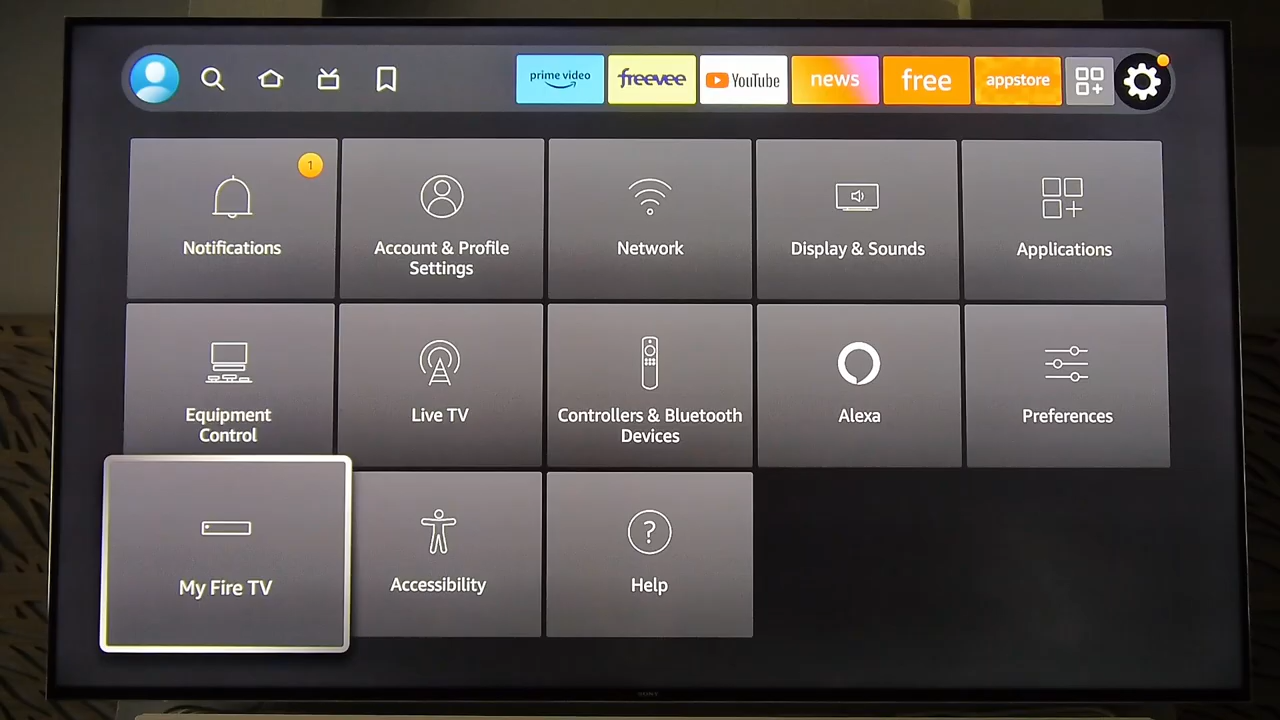 prime video
freevee
YouTube
news
free
appstore
1
Notifications
Account & Profile
Settings
Network
Display & Sounds
Applications
Equipment
Control
Live TV
Controllers & Bluetooth
Devices
Alexa
Preferences
My Fire TV
Accessibility
?
Help
SONY